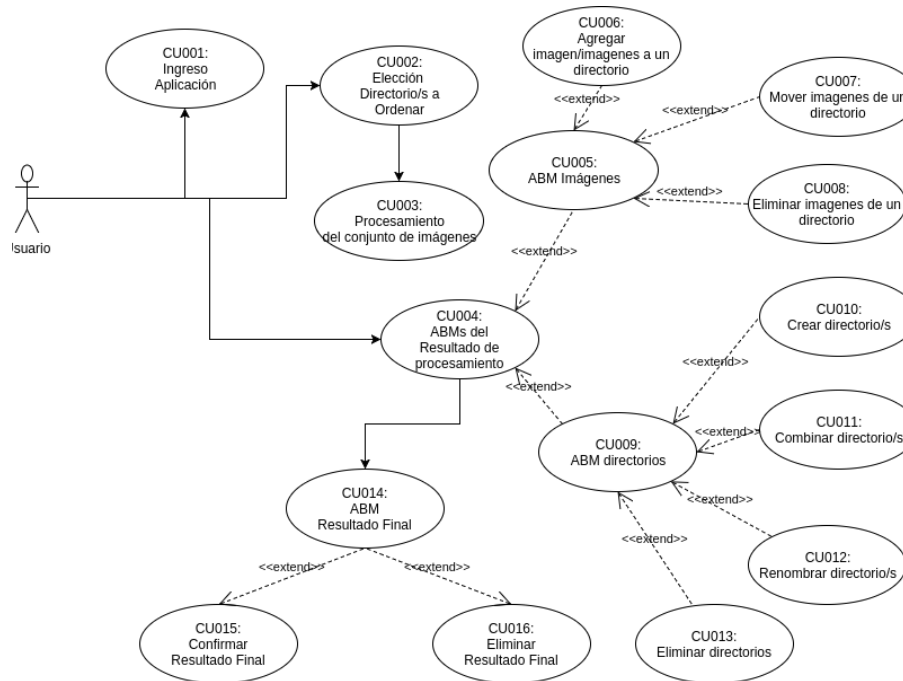 CU001:
Ingreso
Aplicación
CU002:
Elección
Directorio/s a
Ordenar
CU006:
Agregar
imagen/imagenes a un
directorio
CU007:
Mover imagenes de un
directorio
<<extend>>
<<extend>>
CU005:
ABM Imágenes
CU008:
Eliminar imagenes de un
directorio
<<extend>>
CU003:
Procesamiento
del conjunto de imágenes
Usuario
<<extend>>
CU004:
ABMs del
Resultado de
procesamiento
CU010:
Crear directorio/s
<<extend>>
<<extend>>
CU011:
Combinar directorio/s
<<extend>>
CU009:
ABM directorios
CU014:
ABM
Resultado Final
<<extend>>
<<extend>>
CU012:
Renombrar directorio/s
<<extend>>
<<extend>>
CU015:
Confirmar
Resultado Final
CU016:
Eliminar
Resultado Final
CU013:
Eliminar directorios